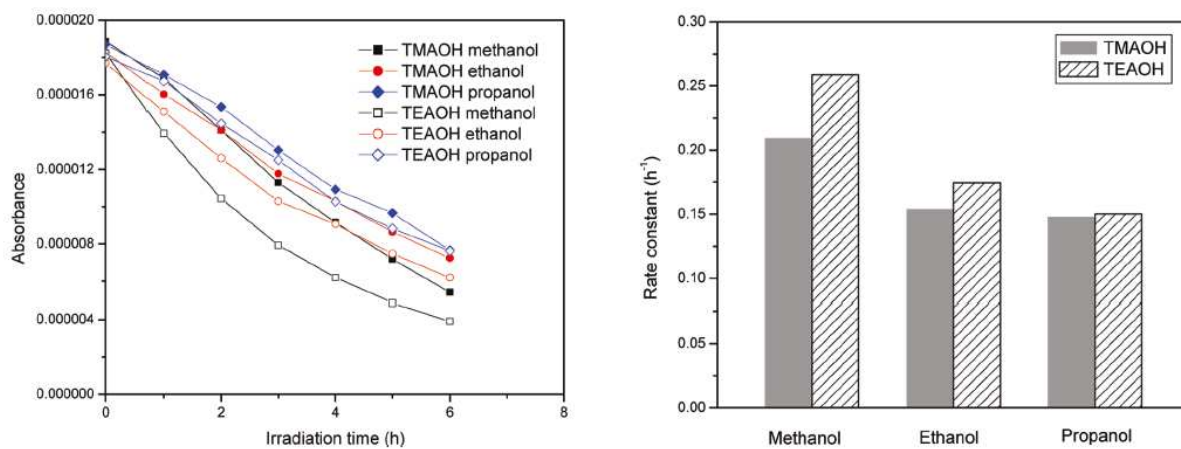 0.000020
0.000016
0.000012
0.000008
0.000004
0.000000
Absorbance
0 2 4 6 8
Irradiation time (h)
TMAOH methanol
TMAOH ethanol
TMAOH propanol
TEAOH methanol
TEAOH ethanol
TEAOH propanol
0.30
0.25
0.20
0.15
0.10
0.05
0.00
Rate constant (h⁻¹)
TMAOH
TEAOH
Methanol Ethanol Propanol